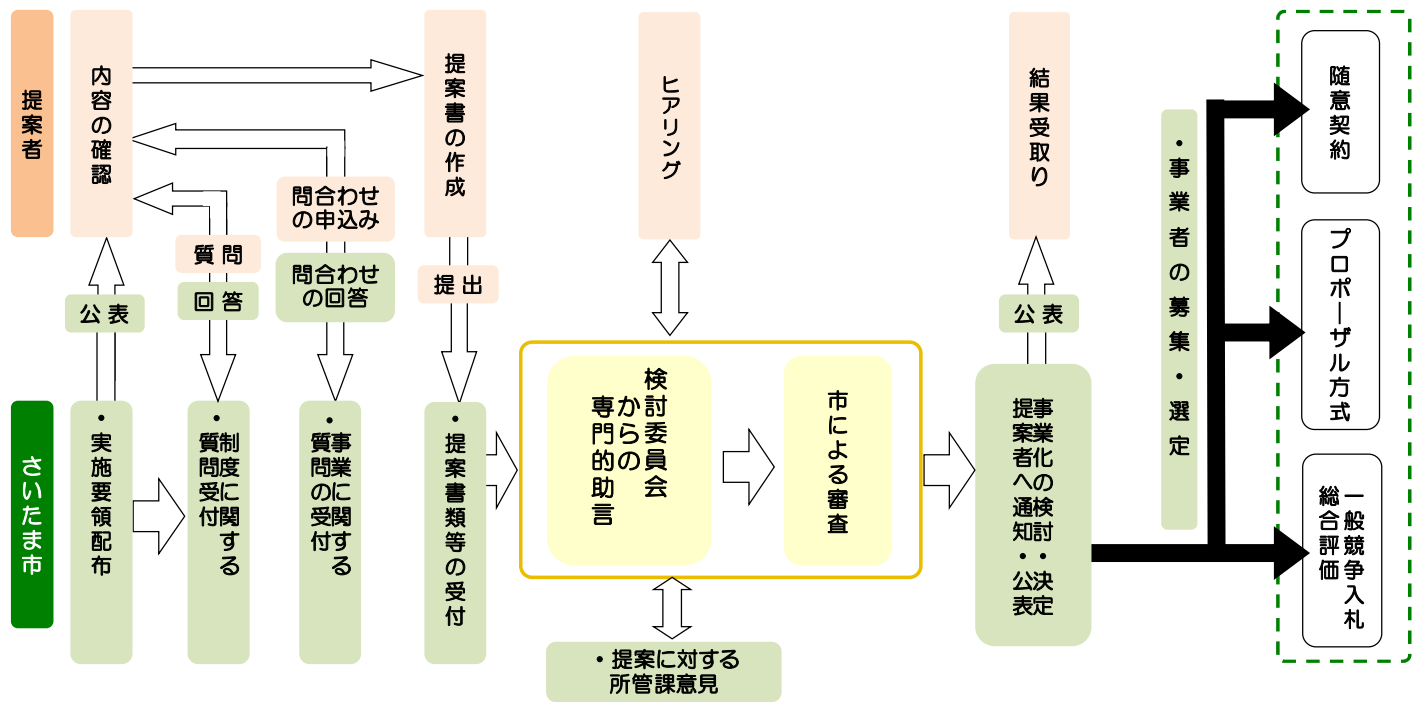 提案者
内容の確認
提案書の作成
ヒアリング
結果受取り
問合わせ
の申込み
問合わせ
の回答
質問
回答
提出
公表
公表
さいたま市
・実施要領配布
・制度に関する
質問受付
・事業に関する
質問の受付
・提案書類等の受付
検討委員会
からの
専門的助言
市による審査
・提案に対する
所管課意見
事業化の検討・決定
提案者へ通知・公表
・事業者の募集・選定
随意契約
プロポーザル方式
一般競争入札
総合評価